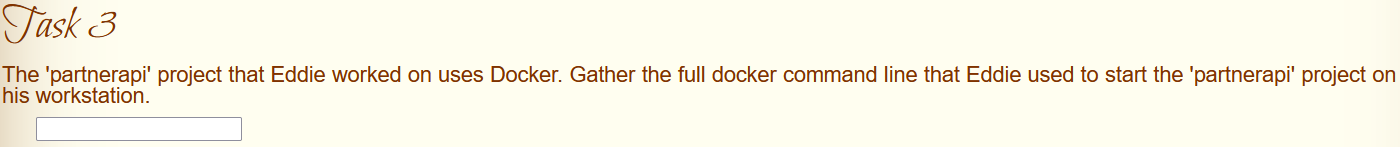 Task 3
The 'partnerapi' project that Eddie worked on uses Docker. Gather the full docker command line that Eddie used to start the 'partnerapi' project on
his workstation.